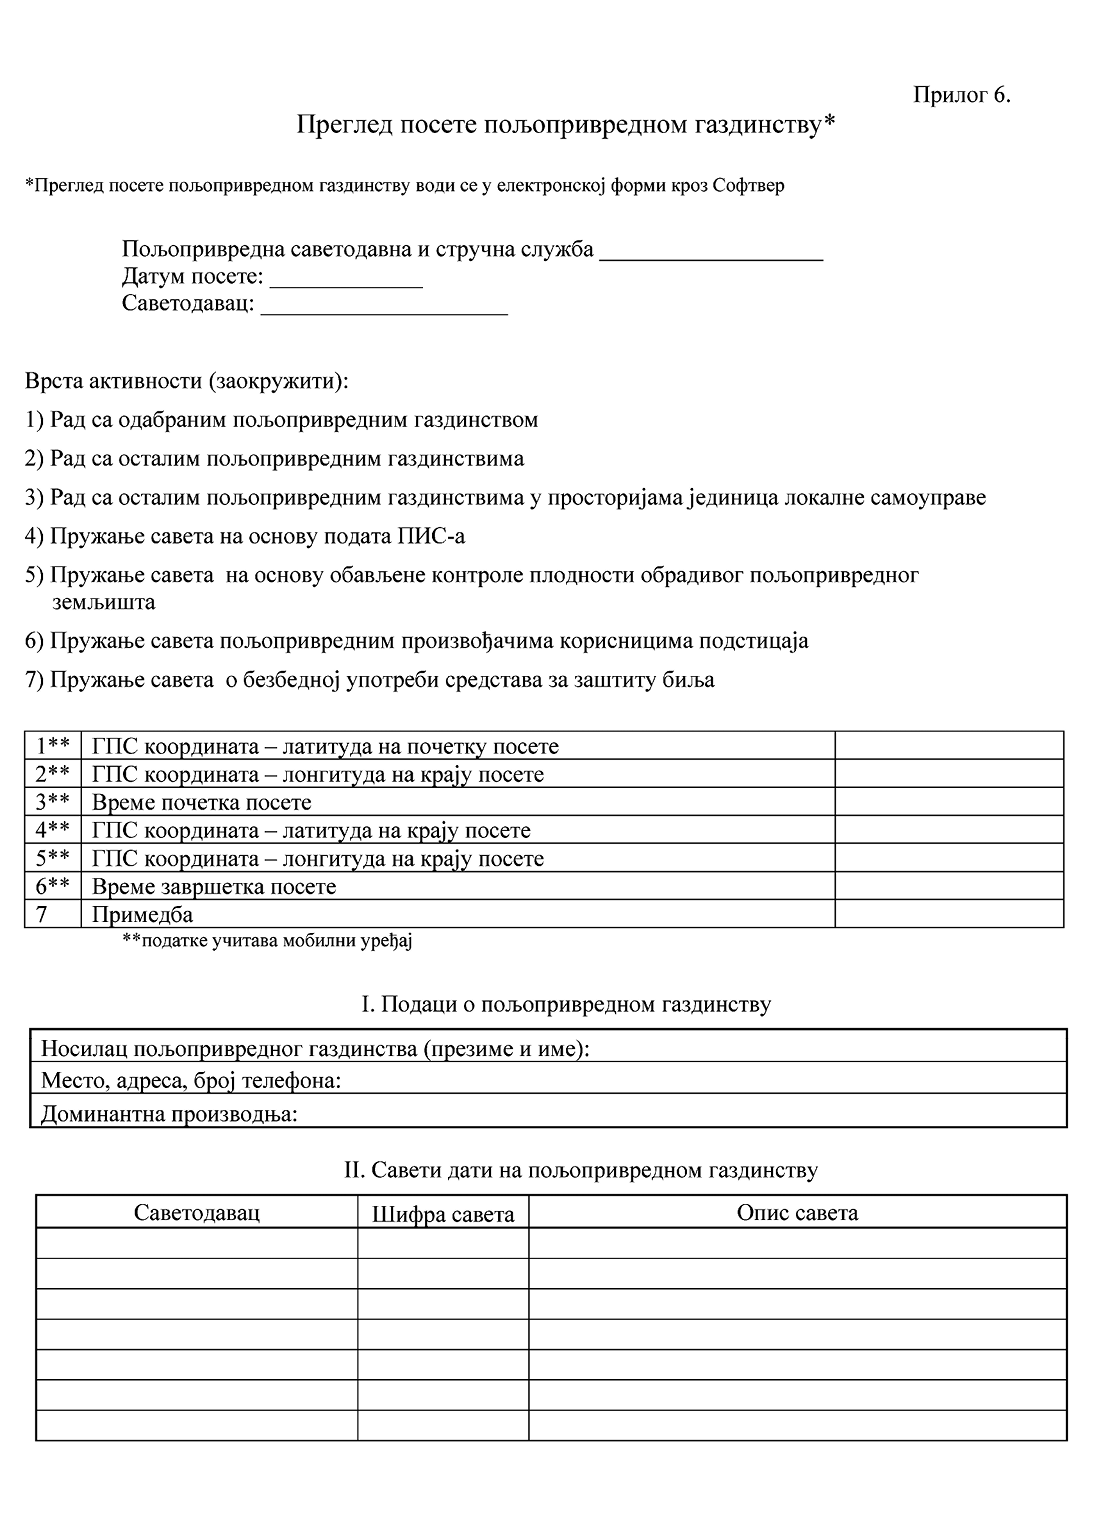 Прилог 6.
Преглед посете пољопривредном газдинству*
*Преглед посете пољопривредном газдинству води се у електронској форми кроз Софтвер
Пољопривредна саветодавна и стручна служба ___________________
Датум посете: _____________
Саветодавац: _____________________
Врста активности (заокружити):
1) Рад са одабраним пољопривредним газдинством
2) Рад са осталим пољопривредним газдинствима
3) Рад са осталим пољопривредним газдинствима у просторијама јединица локалне самоуправе
4) Пружање савета на основу подата ПИС-а
5) Пружање савета  на основу обављене контроле плодности обрадивог пољопривредног
земљишта
6) Пружање савета пољопривредним произвођачима корисницима подстицаја
7) Пружање савета  о безбедној употреби средстава за заштиту биља
1** ГПС координата – латитуда на почетку посете
2** ГПС координата – лонгитуда на крају посете
3** Време почетка посете
4** ГПС координата – латитуда на крају посете
5** ГПС координата – лонгитуда на крају посете
6** Време завршетка посете
7 Примедба
**податке учитава мобилни уређај
I. Подаци о пољопривредном газдинству
Носилац пољопривредног газдинства (презиме и име):
Место, адреса, број телефона:
Доминантна производња:
II. Савети дати на пољопривредном газдинству
Саветодавац Шифра савета Опис савета